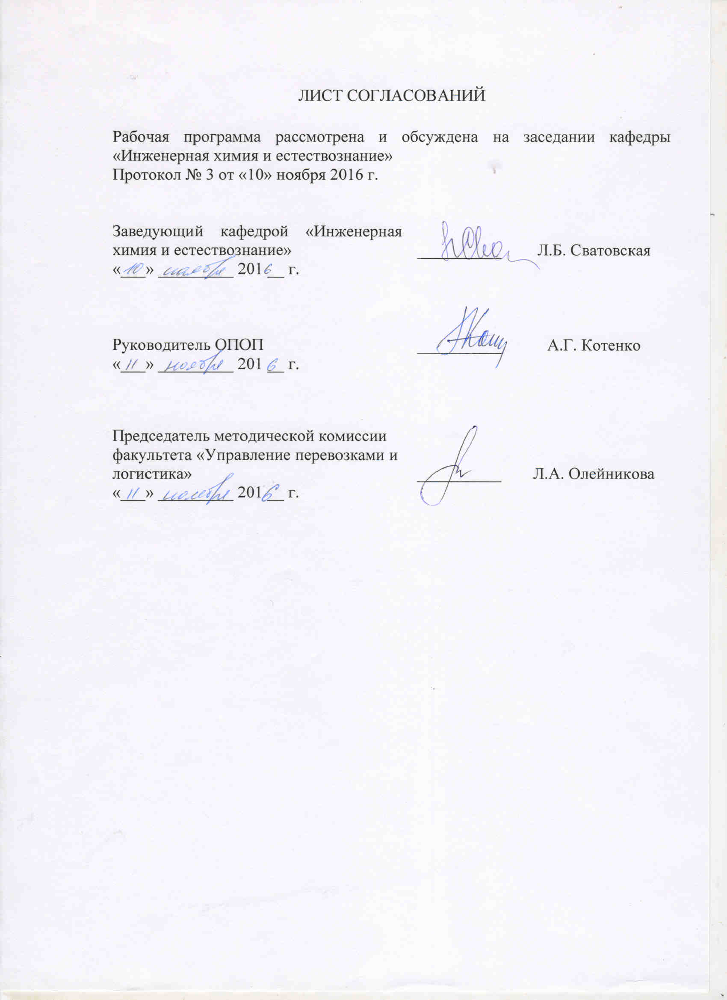 ЛИСТ СОГЛАСОВАНИЙ
Рабочая программа рассмотрена и обсуждена на заседании кафедры
«Инженерная химия и естествознание»
Протокол № 3 от «10» ноября 2016 г.
Заведующий кафедрой «Инженерная
химия и естествознание» Л.Б. Сватовская
«10» ноября 2016 г.
Руководитель ОПОП А.Г. Котенко
«11» ноября 2016 г.
Председатель методической комиссии
факультета «Управление перевозками и
логистика» Л.А. Олейникова
«11» ноября 2016 г.